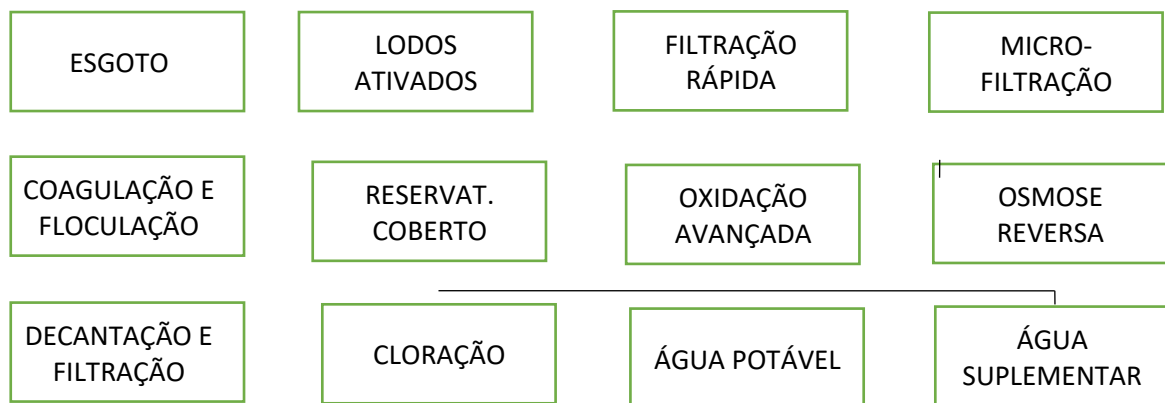 ESGOTO
LODOS
ATIVADOS
FILTRAÇÃO
RÁPIDA
MICRO-
FILTRAÇÃO
COAGULAÇÃO E
FLOCULAÇÃO
RESERVAT.
COBERTO
OXIDAÇÃO
AVANÇADA
OSMOSE
REVERSA
DECANTAÇÃO E
FILTRAÇÃO
CLORAÇÃO
ÁGUA POTÁVEL
ÁGUA
SUPLEMENTAR